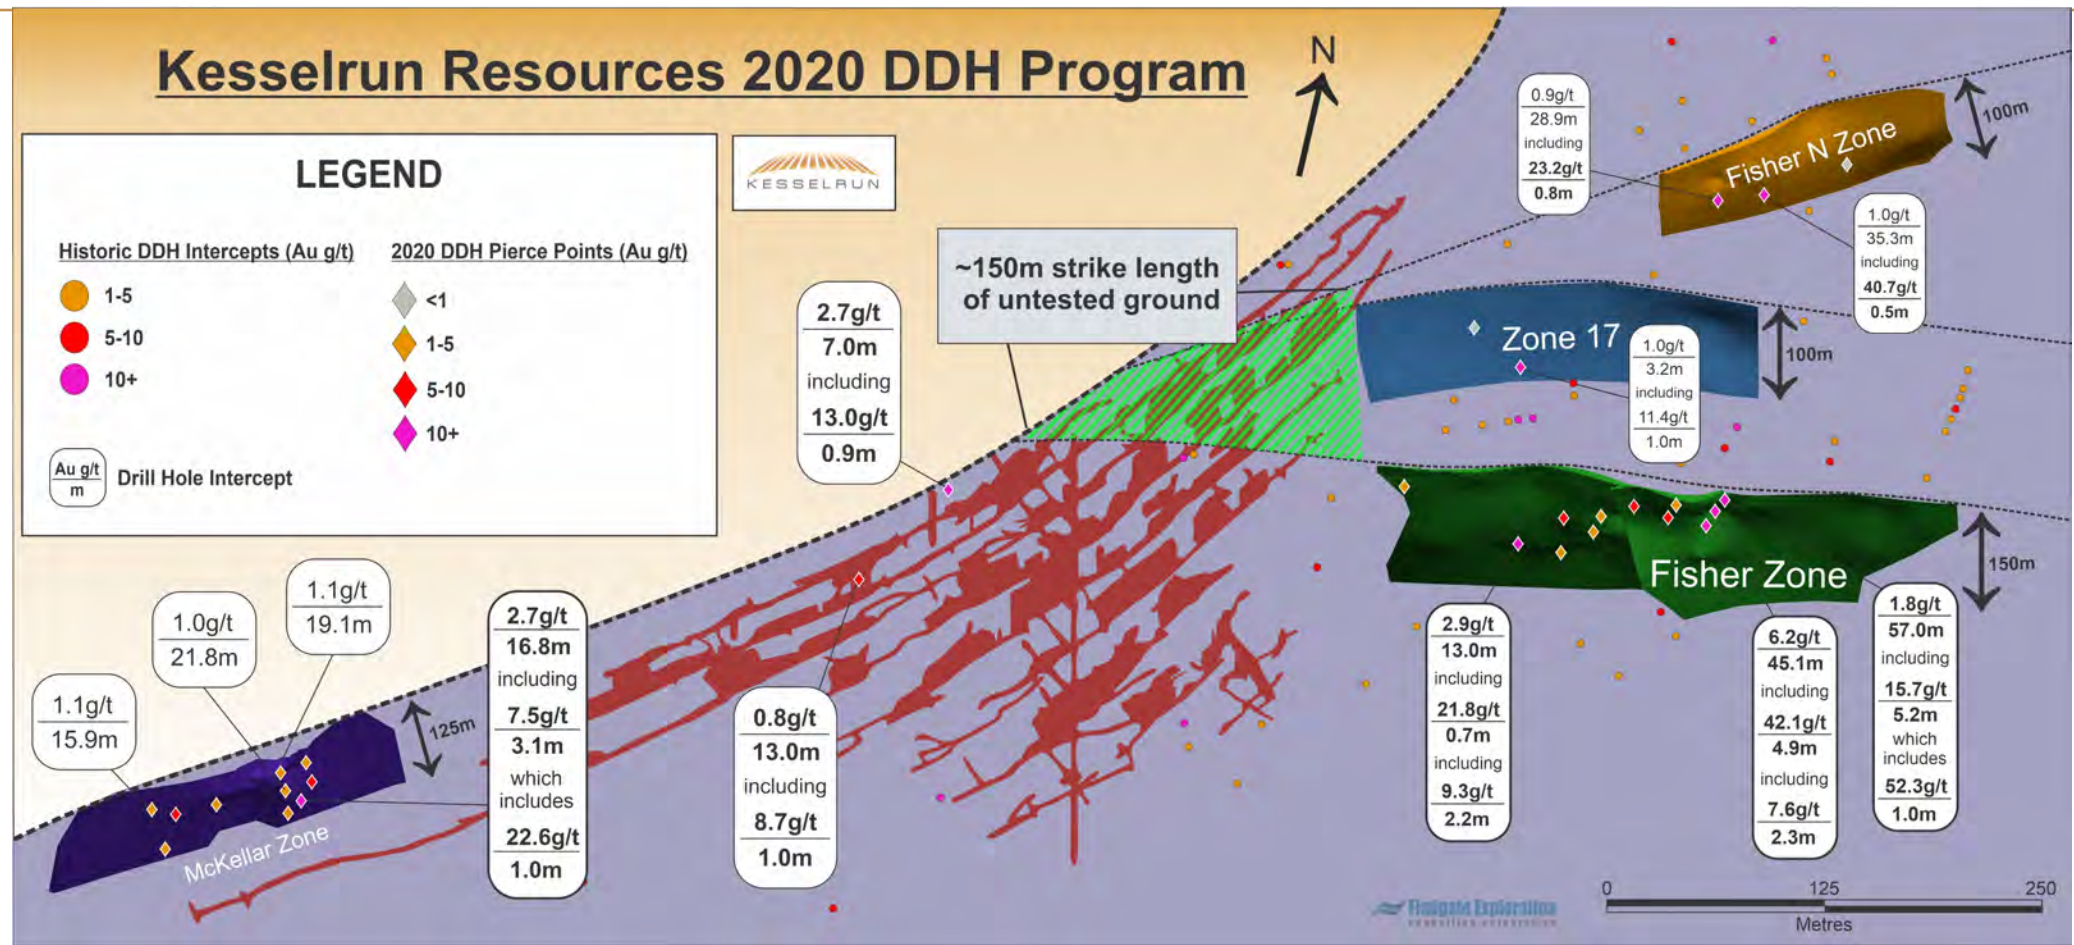 Kesselrun Resources 2020 DDH Program
N
LEGEND
Historic DDH Intercepts (Au g/t)
1-5
5-10
10+
2020 DDH Pierce Points (Au g/t)
<1
1-5
5-10
10+
Au g/t
m
Drill Hole Intercept
KESSELRUN
~150m strike length
of untested ground
0.9g/t
28.9m
including
23.2g/t
0.8m
Fisher N Zone
100m
1.0g/t
35.3m
including
40.7g/t
0.5m
2.7g/t
7.0m
including
13.0g/t
0.9m
Zone 17
1.0g/t
3.2m
including
11.4g/t
1.0m
100m
Fisher Zone
150m
2.9g/t
13.0m
including
21.8g/t
0.7m
including
9.3g/t
2.2m
6.2g/t
45.1m
including
42.1g/t
4.9m
including
7.6g/t
2.3m
1.8g/t
57.0m
including
15.7g/t
5.2m
which
includes
52.3g/t
1.0m
1.1g/t
15.9m
1.0g/t
21.8m
1.1g/t
19.1m
125m
McKellar Zone
2.7g/t
16.8m
including
7.5g/t
3.1m
which
includes
22.6g/t
1.0m
0.8g/t
13.0m
including
8.7g/t
1.0m
Exploration
0 125 250
Metres